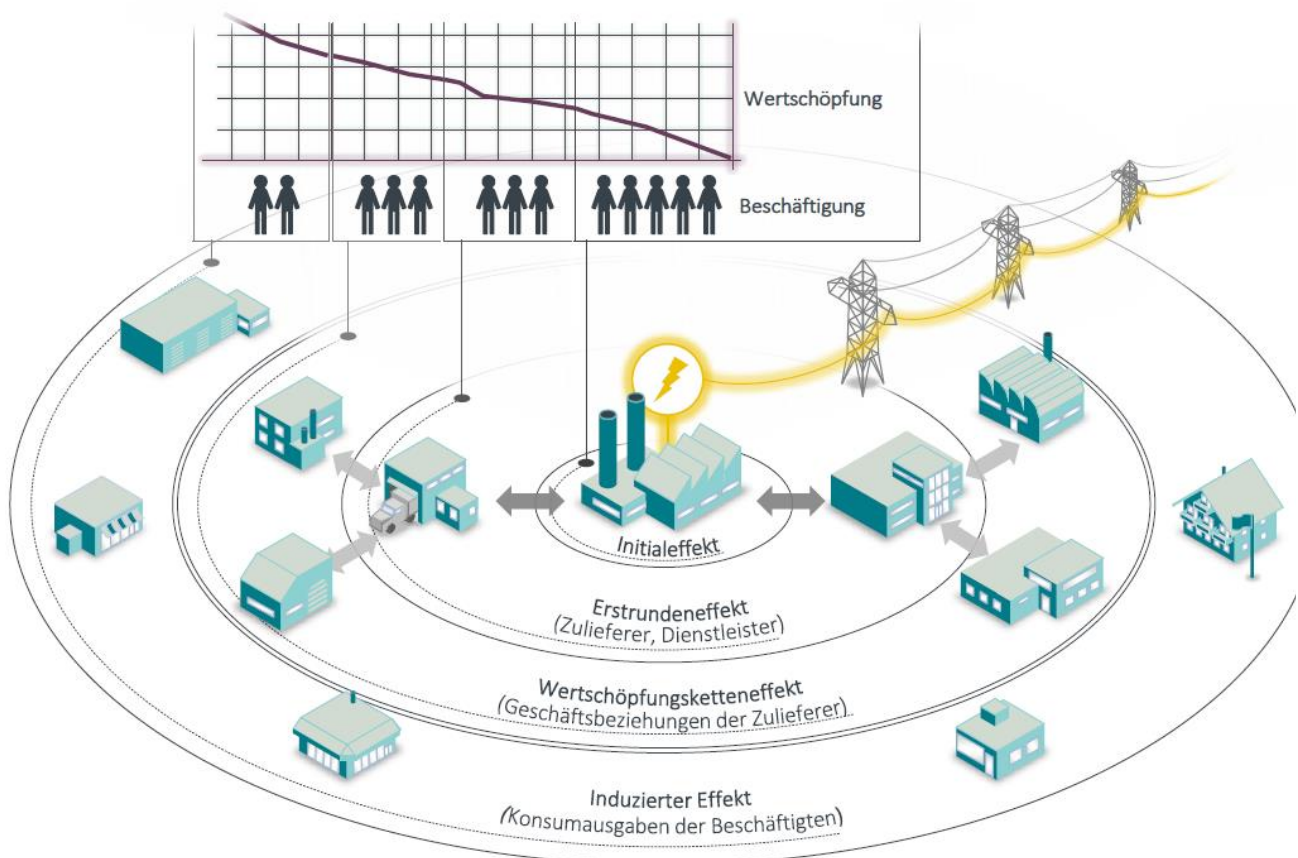 Wertschöpfung
Beschäftigung
Initialeffekt
Erstrundeneffekt
(Zulieferer, Dienstleister)
Wertschöpfungsketteneffekt
(Geschäftsbeziehungen der Zulieferer)
Induzierter Effekt
(Konsumausgaben der Beschäftigten)